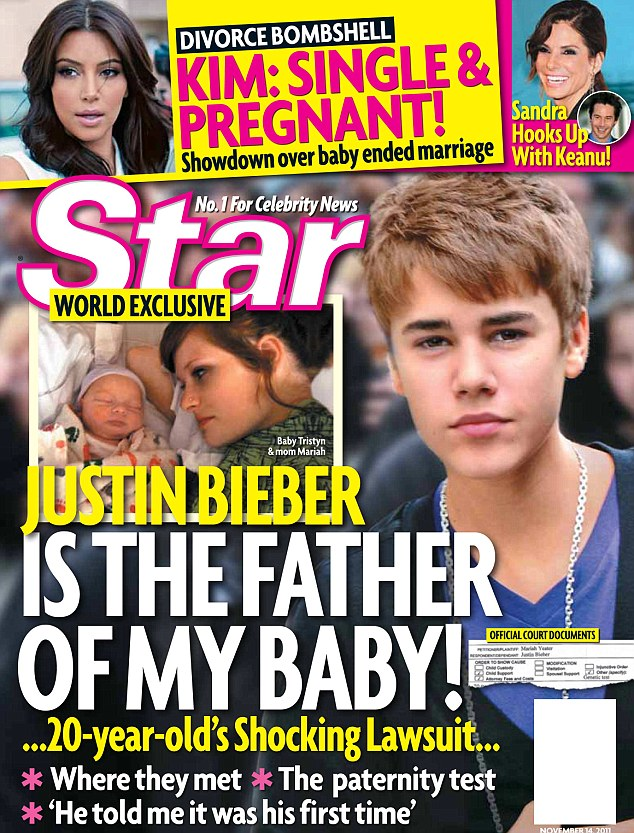 DIVORCE BOMBSHELL
KIM: SINGLE &
PREGNANT!
Showdown over baby ended marriage
Sandra
Hooks Up
With Keanu!
No. 1 For Celebrity News
Star
WORLD EXCLUSIVE
Baby Tristyn
& mom Mariah
JUSTIN BIEBER
IS THE FATHER
OF MY BABY!
...20-year-old's Shocking Lawsuit...
* Where they met * The paternity test
* 'He told me it was his first time'
OFFICIAL COURT DOCUMENTS
PETITIONER/PLAINTIFF: Mariah Yeater
RESPONDENT/DEFENDANT: Justin Bieber
ORDER TO SHOW CAUSE
MODIFICATION
Child Custody
Visitation
Injunctive Order
Child Support
Spousal Support
Other (specify)
Attorney Fees and Costs
Genetic test
NOVEMBER 14, 2011